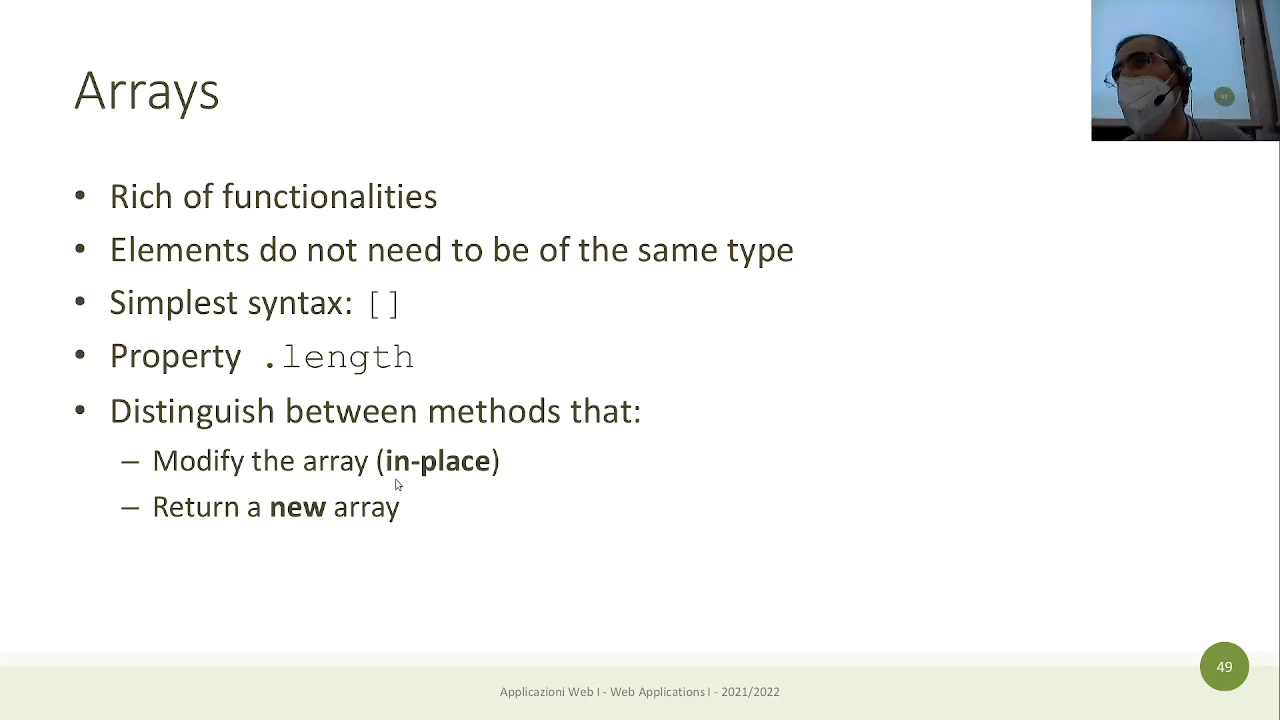 Arrays
• Rich of functionalities
• Elements do not need to be of the same type
• Simplest syntax: []
• Property .length
• Distinguish between methods that:
– Modify the array (in-place)
– Return a new array
49
Applicazioni Web I - Web Applications I - 2021/2022